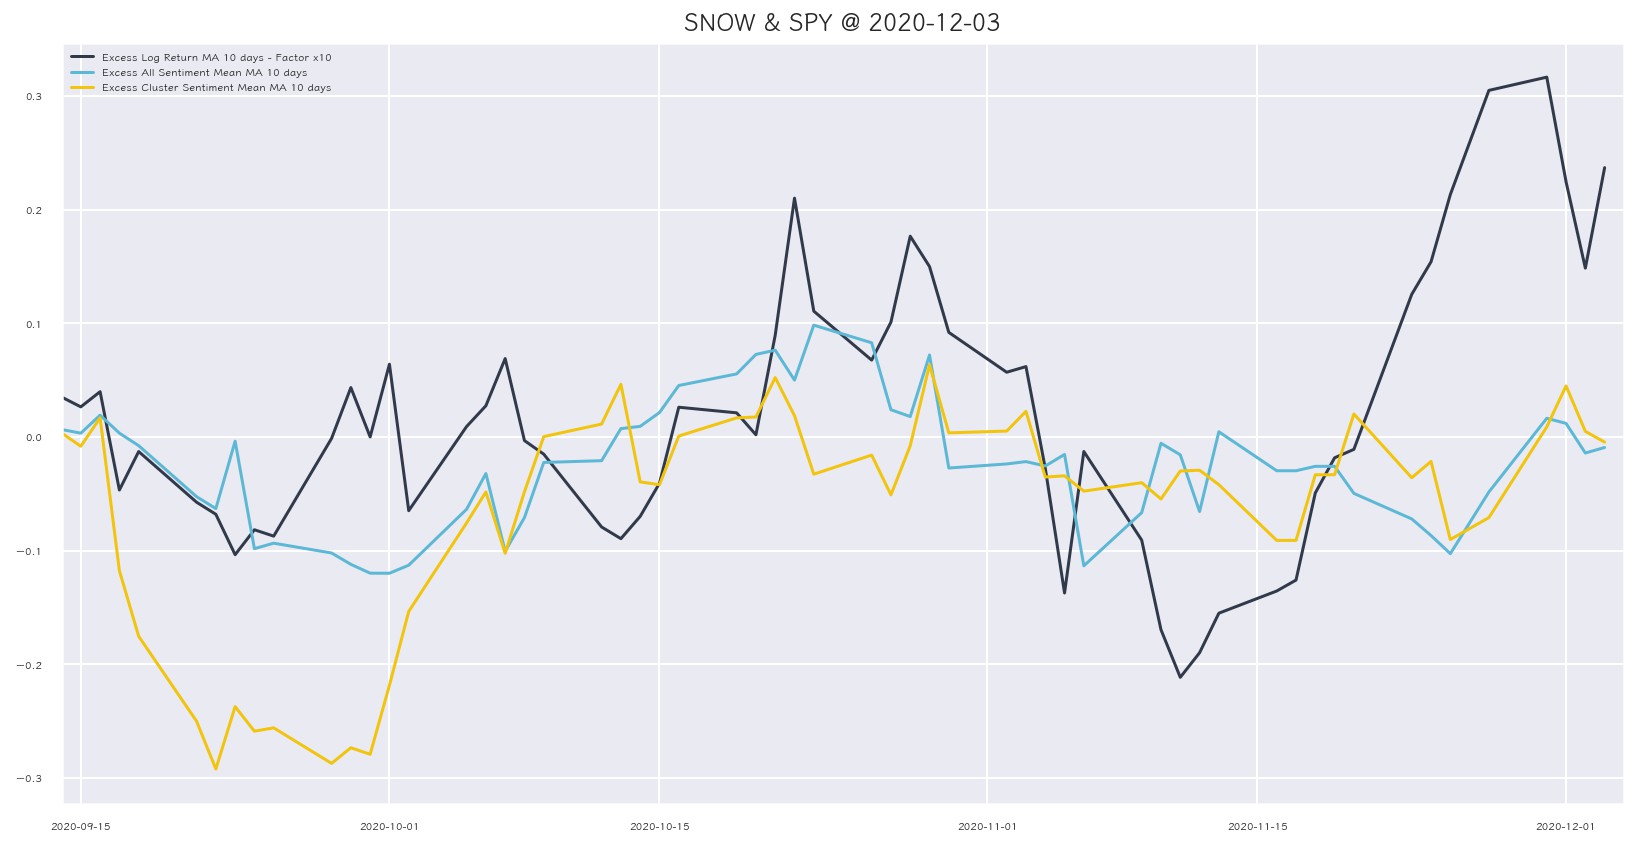 SNOW & SPY @ 2020-12-03
Excess Log Return MA 10 days - Factor x10
Excess All Sentiment Mean MA 10 days
Excess Cluster Sentiment Mean MA 10 days
0.3
0.2
0.1
0.0
−0.1
−0.2
−0.3
2020-09-15 2020-10-01 2020-10-15 2020-11-01 2020-11-15 2020-12-01